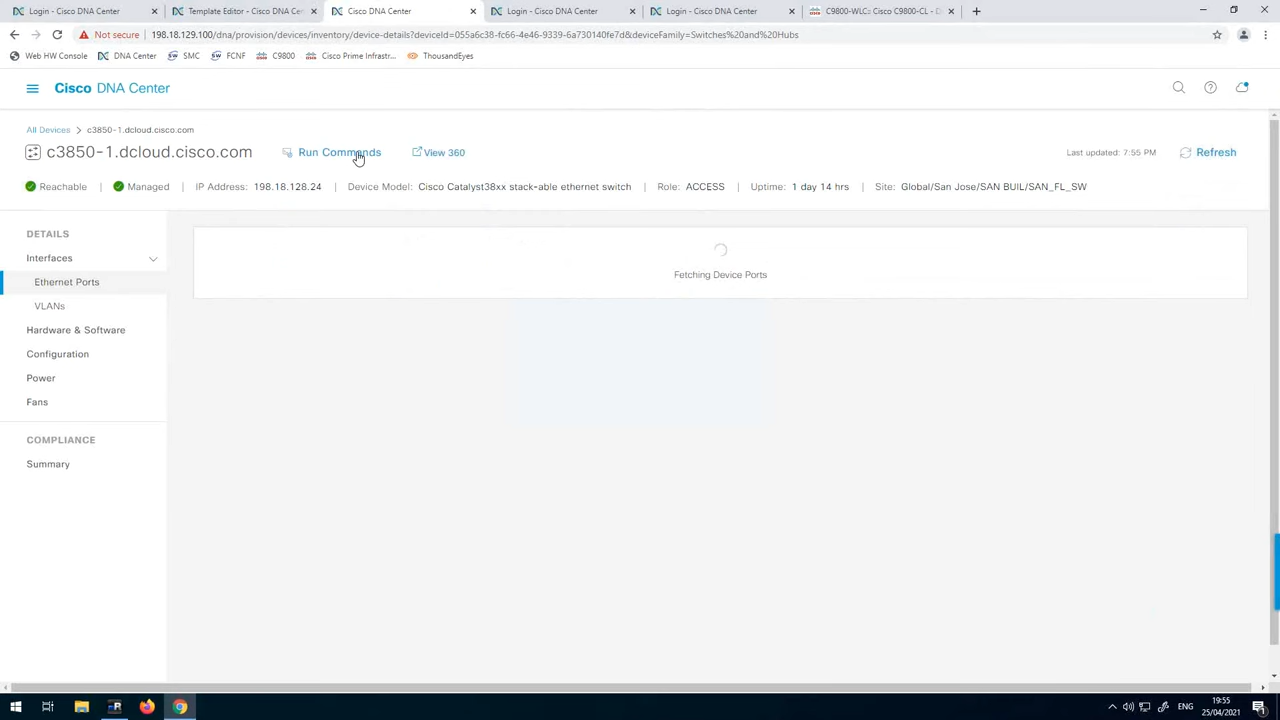 Login - Cisco DNA Center
Template Editor - Cisco DNA Cen
Cisco DNA Center
Login - Cisco DNA Center
Login - Cisco DNA Center
C9800-WLC: Cisco C9800-CL - D
Not secure 198.18.129.100/dna/provision/devices/inventory/device-details?deviceId=055a6c38-fc66-4e46-9339-6a730140fe7d&deviceFamily=Switches%20and%20Hubs
Web HW Console DNA Center SMC FCNF C9800 Cisco Prime Infrastr... ThousandEyes
Cisco DNA Center
All Devices > c3850-1.dcloud.cisco.com
c3850-1.dcloud.cisco.com Run Commands View 360 Last updated: 7:55 PM Refresh
Reachable Managed IP Address: 198.18.128.24 Device Model: Cisco Catalyst38xx stack-able ethernet switch Role: ACCESS Uptime: 1 day 14 hrs Site: Global/San Jose/SAN BUIL/SAN_FL_SW
DETAILS
Interfaces
Ethernet Ports
VLANs
Hardware & Software
Configuration
Power
Fans
COMPLIANCE
Summary
Fetching Device Ports
ENG
19:55
25/04/2021
1